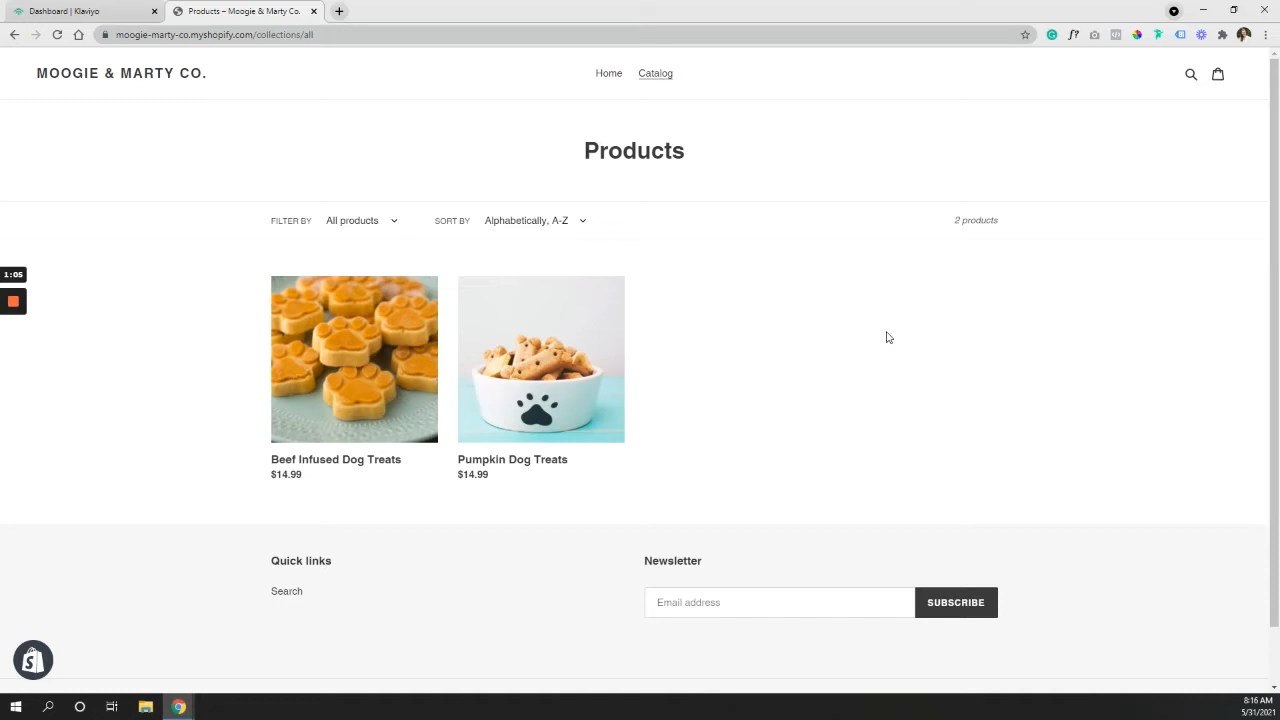 Dashboard | Klaviyo
Products – Moogie & Marty Co.
moogie-marty-co.myshopify.com/collections/all
MOOGIE & MARTY CO.
Home
Catalog
Products
FILTER BY
All products
SORT BY
Alphabetically, A-Z
2 products
1:05
Beef Infused Dog Treats
$14.99
Pumpkin Dog Treats
$14.99
Quick links
Search
Newsletter
Email address
SUBSCRIBE
8:16 AM
5/31/2021